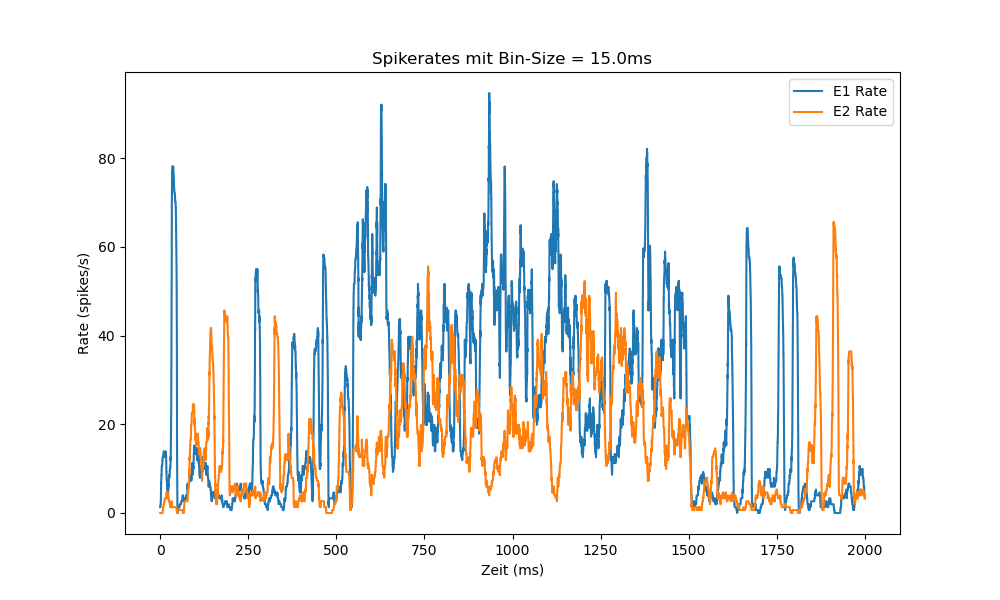 Spikerates mit Bin-Size = 15.0ms
E1 Rate
E2 Rate
Rate (spikes/s)
80
60
40
20
0
0 250 500 750 1000 1250 1500 1750 2000
Zeit (ms)